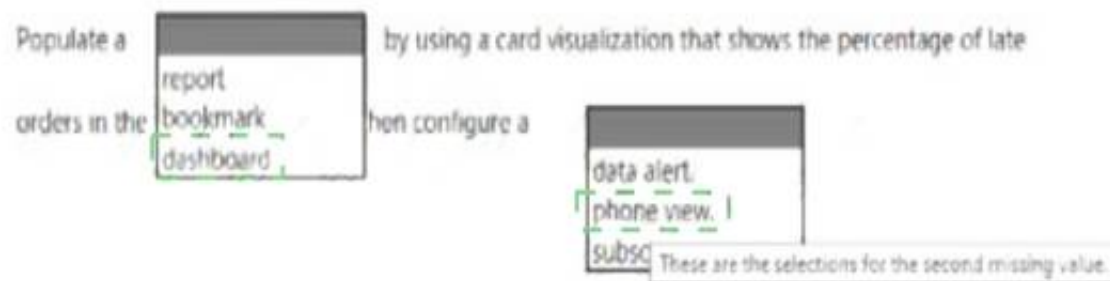 Populate a by using a card visualization that shows the percentage of late
report
orders in the bookmark hen configure a
dashboard
data alert.
phone view.
subsc
These are the selections for the second missing value.